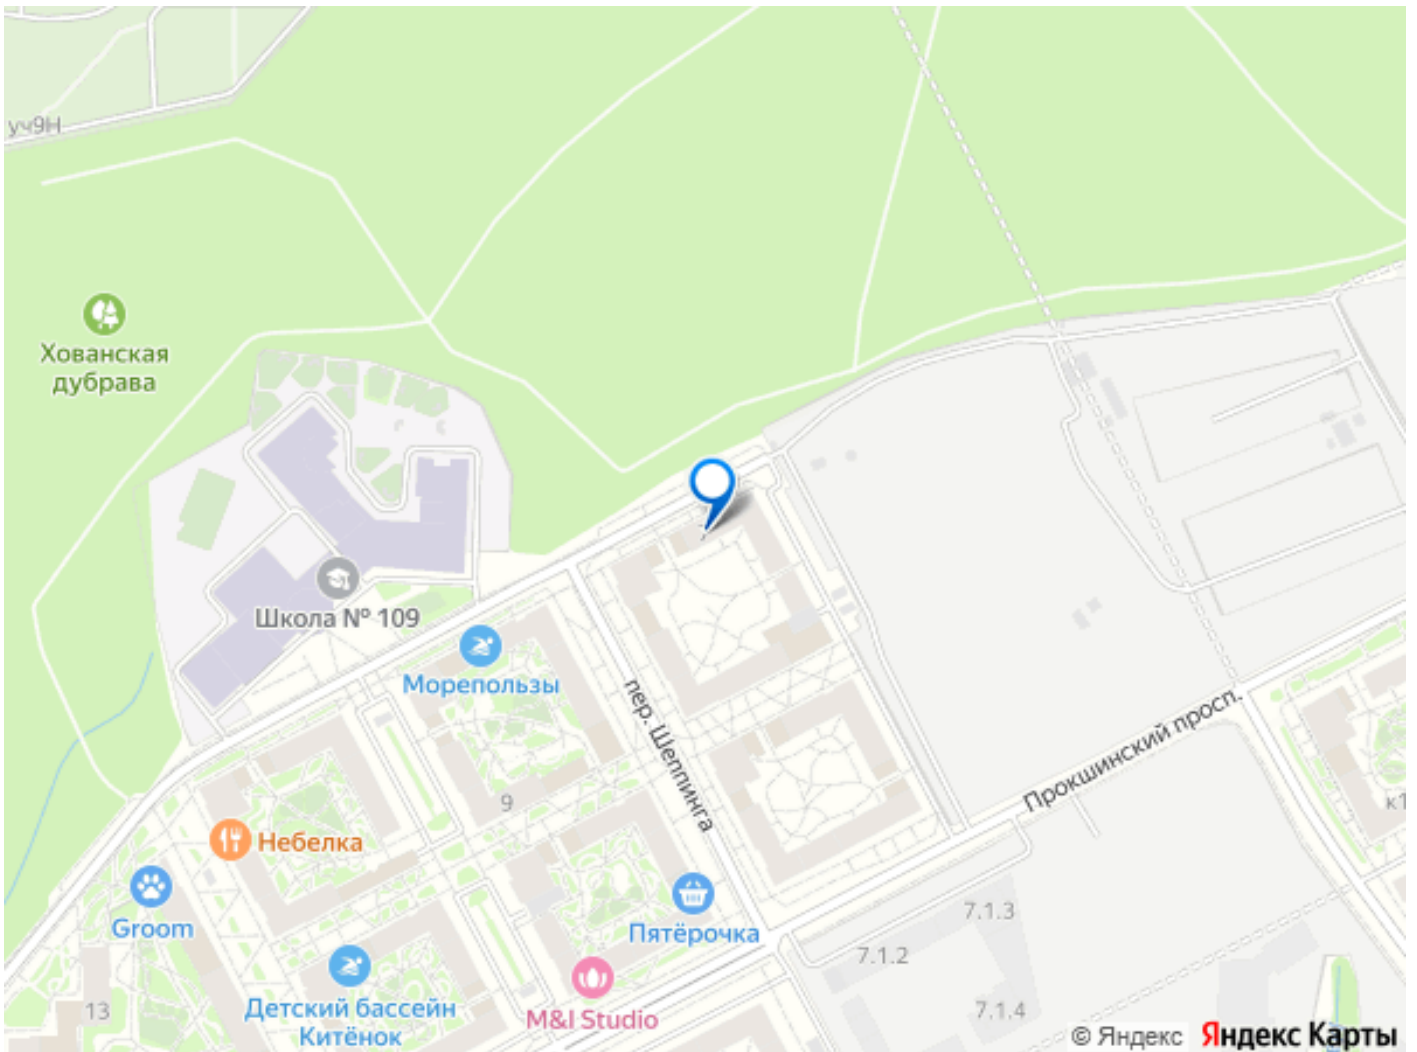 уч9Н
Хованская
дубрава
Школа № 109
Морепользы
пер. Шеппинга
Прокшинский просп.
9
к1
Небелка
Groom
Пятёрочка
7.1.3
7.1.2
13
Детский бассейн
Китёнок
M&I Studio
7.1.4
© Яндекс Яндекс Карты